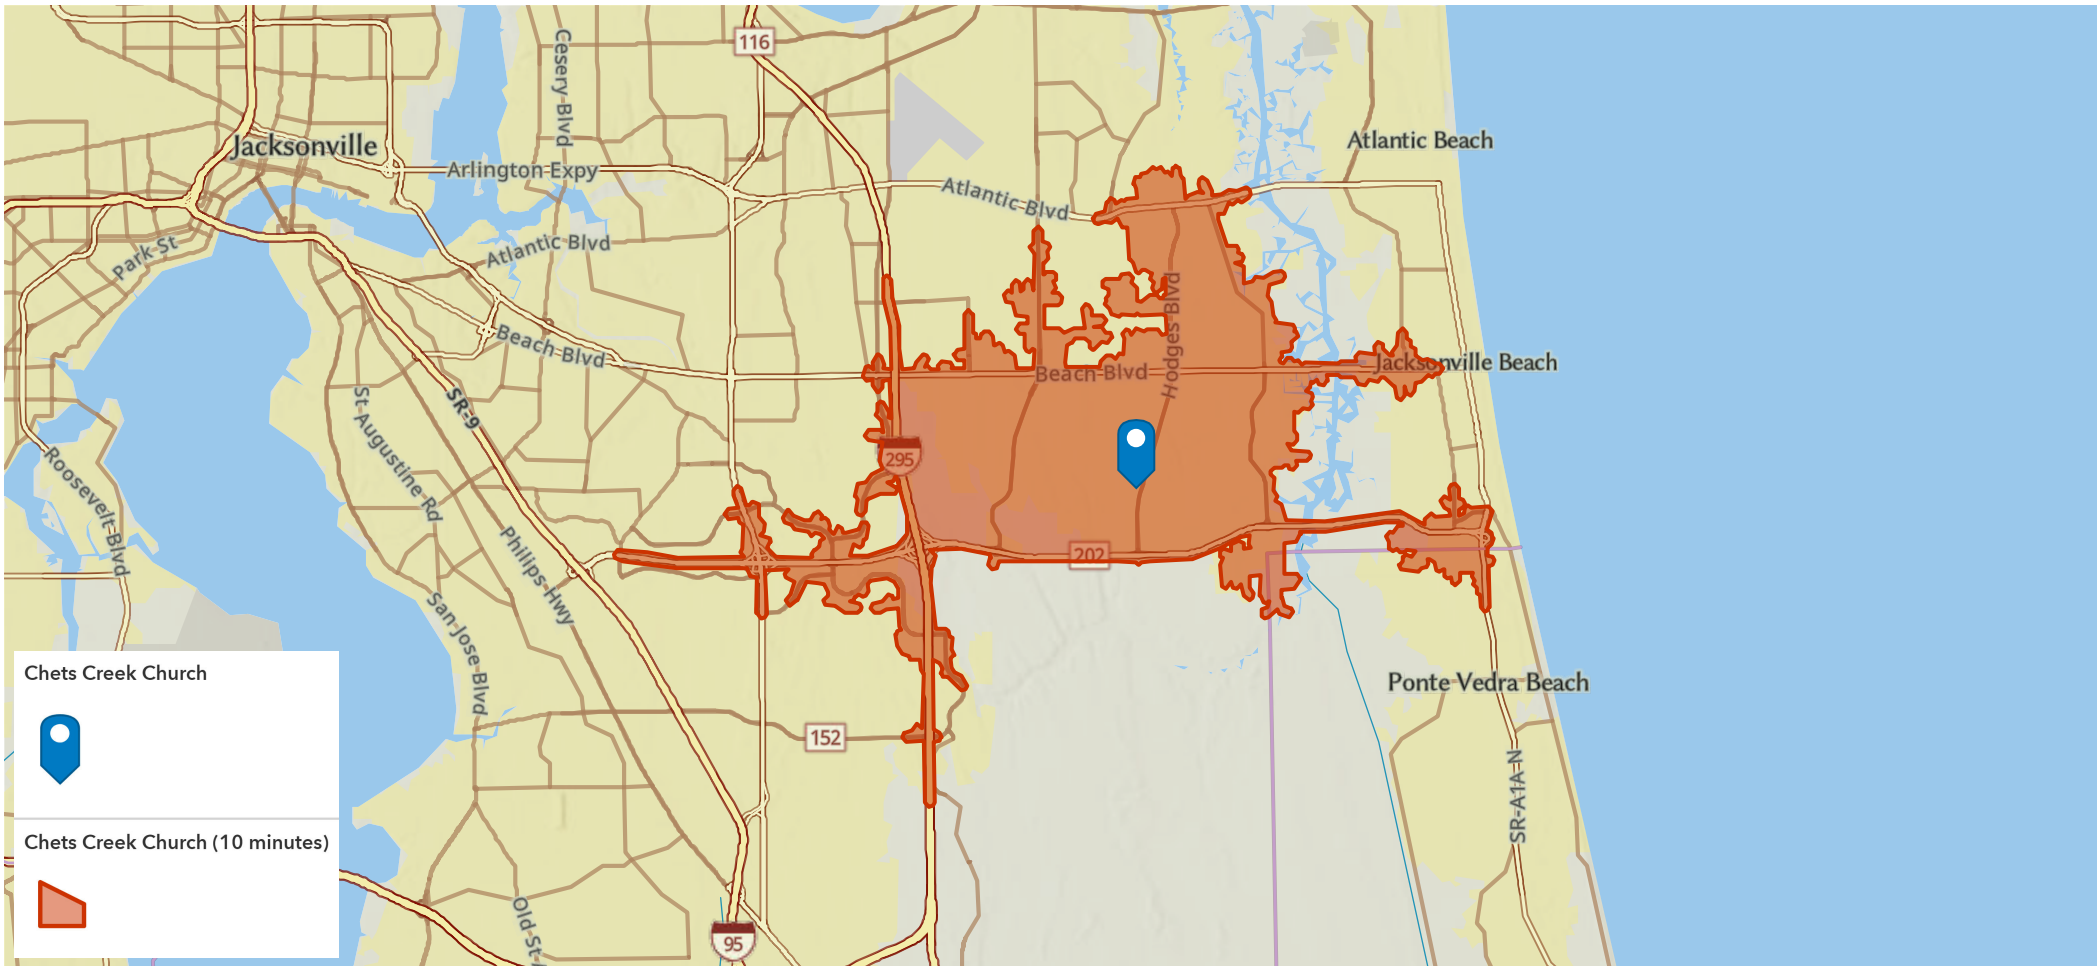 116
Cesery Blvd
Jacksonville
Atlantic Beach
Arlington Expy
Atlantic Blvd
Park St
Atlantic Blvd
Hodges Blvd
Beach Blvd
Beach Blvd
Jacksonville Beach
SR-9
St Augustine Rd
295
Roosevelt Blvd
Philips Hwy
202
San Jose Blvd
Ponte Vedra Beach
152
SR-A1A N
Old St
95
Chets Creek Church
Chets Creek Church (10 minutes)